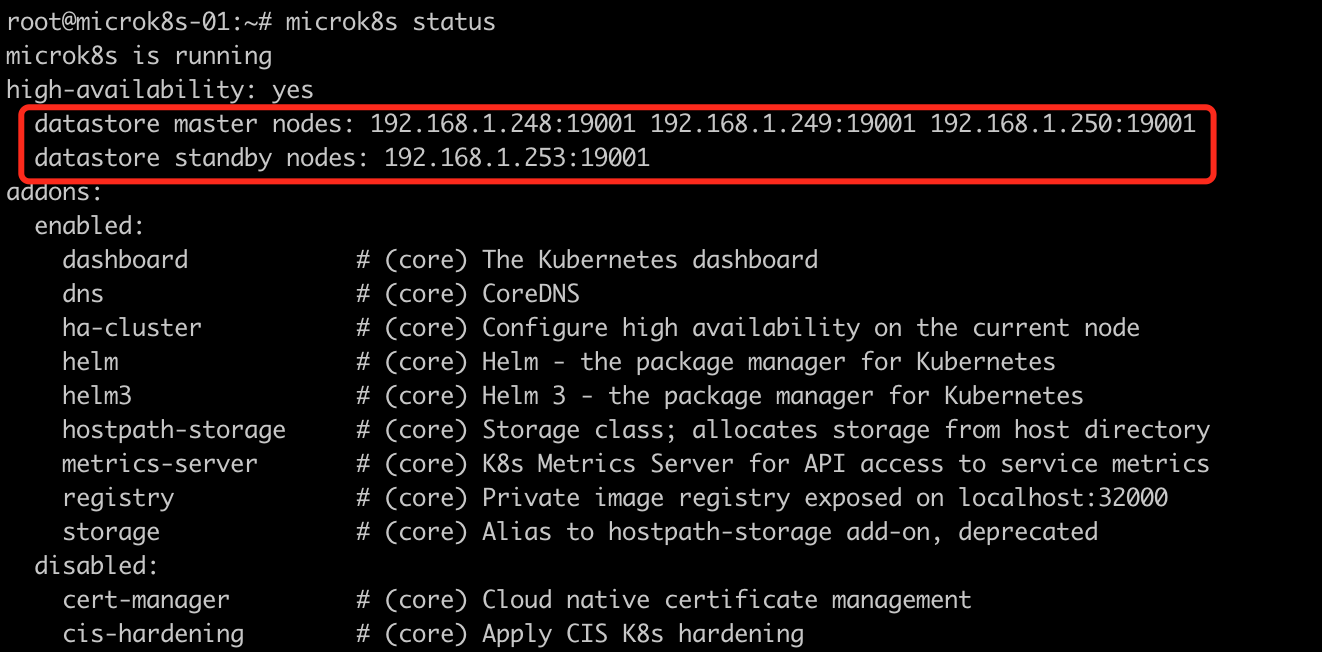 root@microk8s-01:~# microk8s status
microk8s is running
high-availability: yes
  datastore master nodes: 192.168.1.248:19001 192.168.1.249:19001 192.168.1.250:19001
  datastore standby nodes: 192.168.1.253:19001
addons:
  enabled:
    dashboard            # (core) The Kubernetes dashboard
    dns                  # (core) CoreDNS
    ha-cluster           # (core) Configure high availability on the current node
    helm                 # (core) Helm - the package manager for Kubernetes
    helm3                # (core) Helm 3 - the package manager for Kubernetes
    hostpath-storage     # (core) Storage class; allocates storage from host directory
    metrics-server       # (core) K8s Metrics Server for API access to service metrics
    registry             # (core) Private image registry exposed on localhost:32000
    storage              # (core) Alias to hostpath-storage add-on, deprecated
  disabled:
    cert-manager         # (core) Cloud native certificate management
    cis-hardening        # (core) Apply CIS K8s hardening